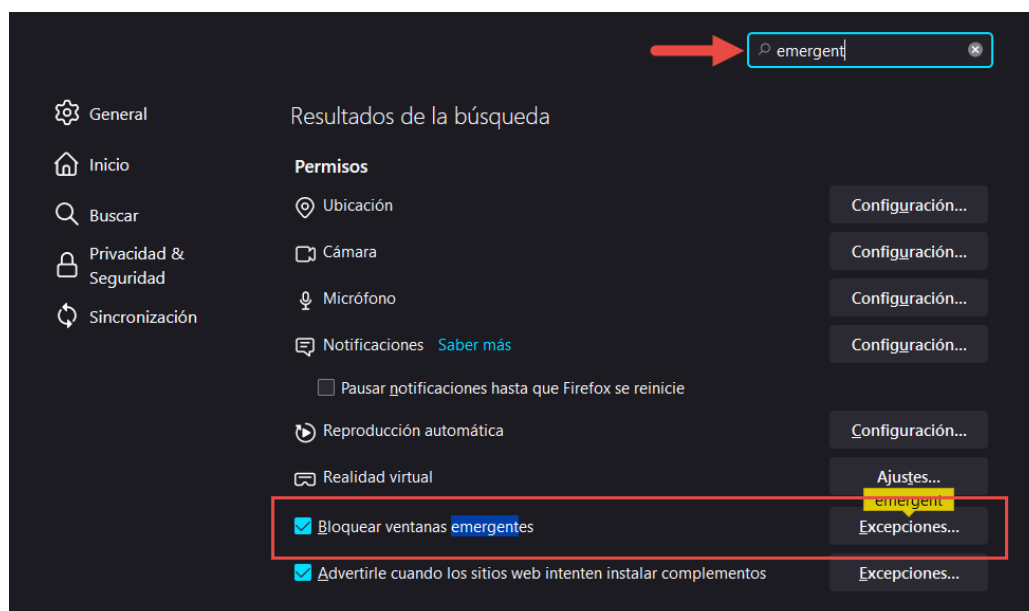 emergent
General
Inicio
Buscar
Privacidad &
Seguridad
Sincronización
Resultados de la búsqueda
Permisos
Ubicación Configuración...
Cámara Configuración...
Micrófono Configuración...
Notificaciones Saber más Configuración...
Pausar notificaciones hasta que Firefox se reinicie
Reproducción automática Configuración...
Realidad virtual Ajustes...
emergent
Bloquear ventanas emergentes Excepciones...
Advertirle cuando los sitios web intenten instalar complementos Excepciones...